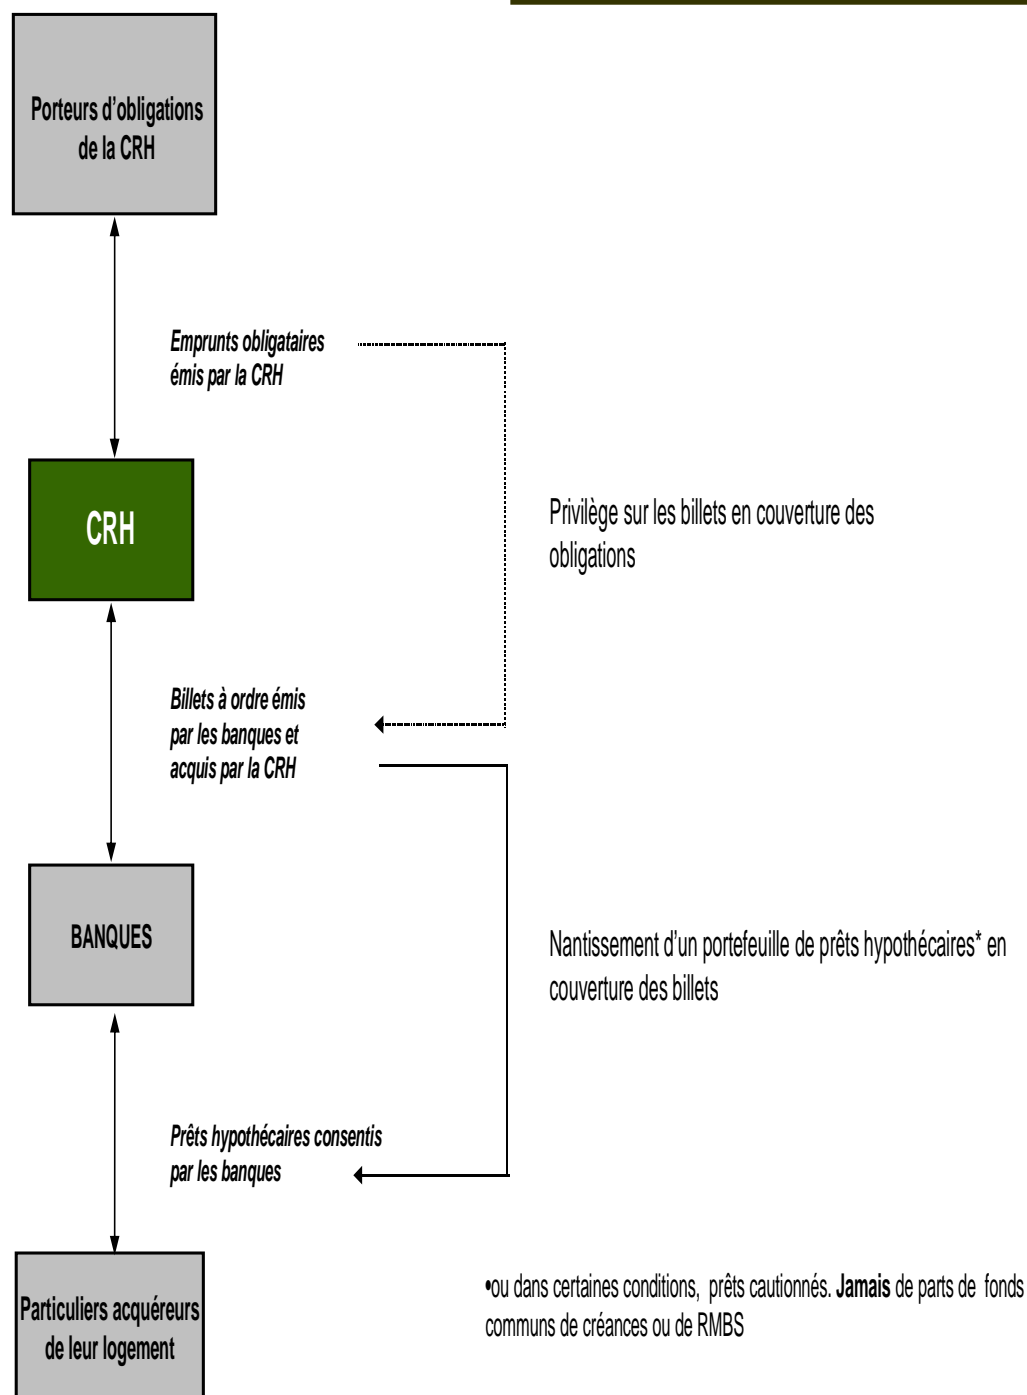 Porteurs d’obligations
de la CRH
Emprunts obligataires
émis par la CRH
CRH
Privilège sur les billets en couverture des
obligations
Billets à ordre émis
par les banques et
acquis par la CRH
BANQUES
Nantissement d’un portefeuille de prêts hypothécaires* en
couverture des billets
Prêts hypothécaires consentis
par les banques
Particuliers acquéreurs
de leur logement
•ou dans certaines conditions, prêts cautionnés. Jamais de parts de fonds
communs de créances ou de RMBS